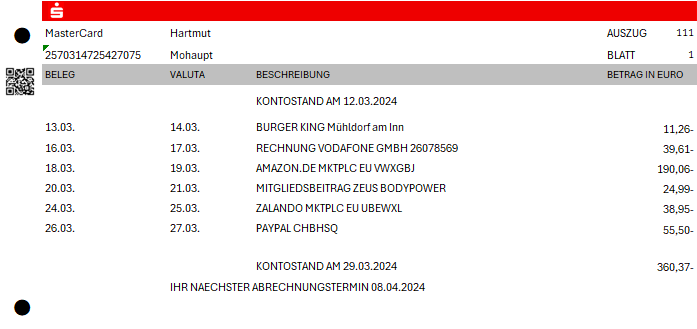 MasterCard Hartmut AUSZUG 111
2570314725427075 Mohaupt BLATT 1
BELEG VALUTA BESCHREIBUNG BETRAG IN EURO
KONTOSTAND AM 12.03.2024
13.03. 14.03. BURGER KING Mühldorf am Inn 11,26-
16.03. 17.03. RECHNUNG VODAFONE GMBH 26078569 39,61-
18.03. 19.03. AMAZON.DE MKTPLC EU VWXGBJ 190,06-
20.03. 21.03. MITGLIEDSBEITRAG ZEUS BODYPOWER 24,99-
24.03. 25.03. ZALANDO MKTPLC EU UBEWXL 38,95-
26.03. 27.03. PAYPAL CHBHSQ 55,50-
KONTOSTAND AM 29.03.2024 360,37-
IHR NAECHSTER ABRECHNUNGSTERMIN 08.04.2024